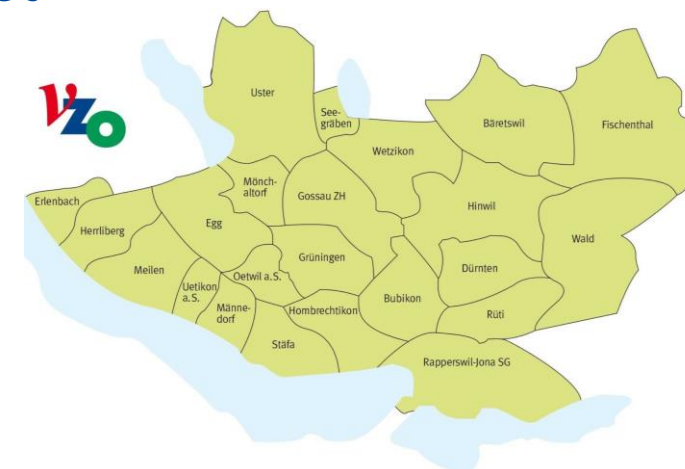 VZO
Uster
See-
gräben
Bäretswil
Fischenthal
Wetzikon
Mönch-
altorf
Gossau ZH
Erlenbach
Hinwil
Egg
Herrliberg
Wald
Grüningen
Meilen
Oetwil a.S.
Dürnten
Uetikon
a.S.
Bubikon
Männe-
dorf
Hombrechtikon
Rüti
Stäfa
Rapperswil-Jona SG